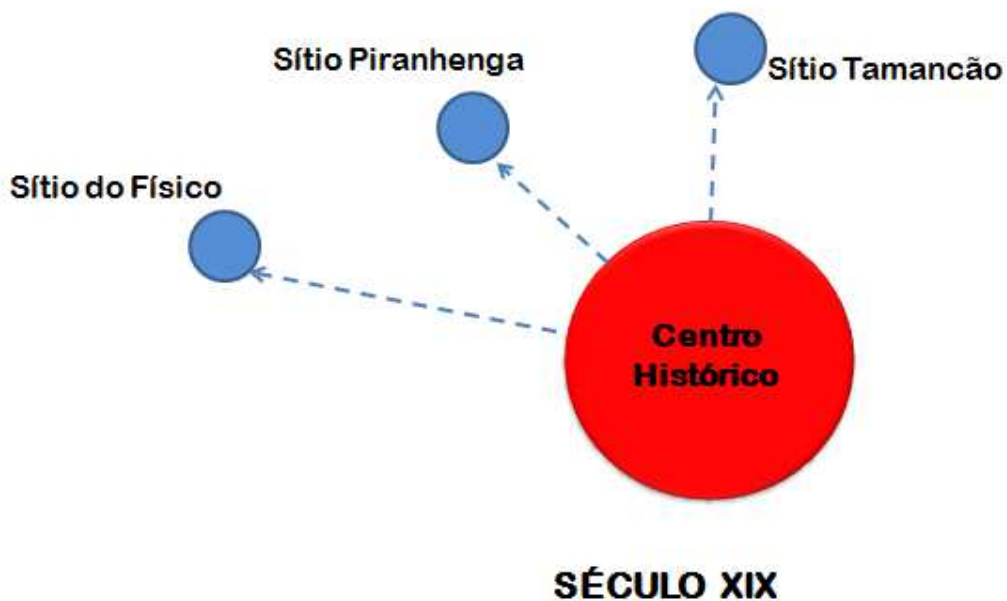 Sítio Piranhenga
Sítio Tamancão
Sítio do Físico
Centro
Histórico
SÉCULO XIX